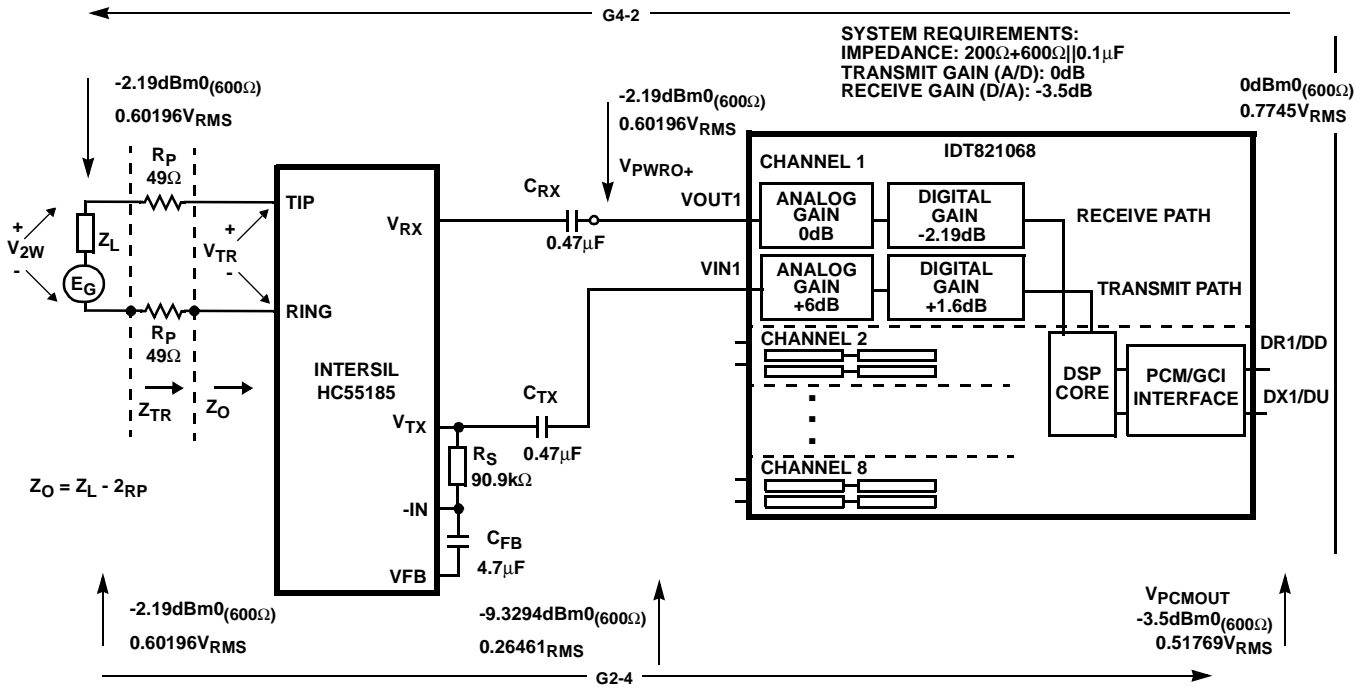 G4-2
SYSTEM REQUIREMENTS:
IMPEDANCE: 200Ω+600Ω||0.1μF
TRANSMIT GAIN (A/D): 0dB
RECEIVE GAIN (D/A): -3.5dB
-2.19dBm0(600Ω)
0.60196VRMS
-2.19dBm0(600Ω)
0.60196VRMS
0dBm0(600Ω)
0.7745VRMS
RP
49Ω
TIP
+
V2W
-
ZL
EG
+
VTR
-
RING
RP
49Ω
ZTR
ZO
ZO = ZL - 2RP
INTERSIL
HC55185
VRX
CRX
0.47μF
VPWRO+
VOUT1
VIN1
VTX
CTX
0.47μF
RS
90.9kΩ
-IN
CFB
4.7μF
VFB
IDT821068
CHANNEL 1
ANALOG
GAIN
0dB
DIGITAL
GAIN
-2.19dB
RECEIVE PATH
ANALOG
GAIN
+6dB
DIGITAL
GAIN
+1.6dB
TRANSMIT PATH
CHANNEL 2
CHANNEL 8
DSP
CORE
PCM/GCI
INTERFACE
DR1/DD
DX1/DU
-2.19dBm0(600Ω)
0.60196VRMS
-9.3294dBm0(600Ω)
0.26461RMS
VPCMOUT
-3.5dBm0(600Ω)
0.51769VRMS
G2-4